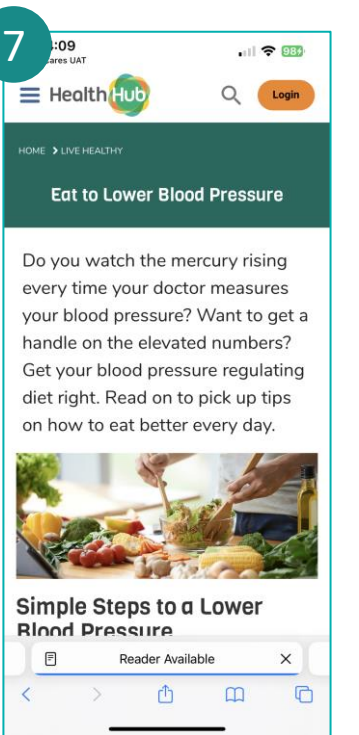 7
:09
ares UAT
98
HealthHub
Login
HOME > LIVE HEALTHY
Eat to Lower Blood Pressure
Do you watch the mercury rising
every time your doctor measures
your blood pressure? Want to get a
handle on the elevated numbers?
Get your blood pressure regulating
diet right. Read on to pick up tips
on how to eat better every day.
Simple Steps to a Lower
Blood Pressure
Reader Available